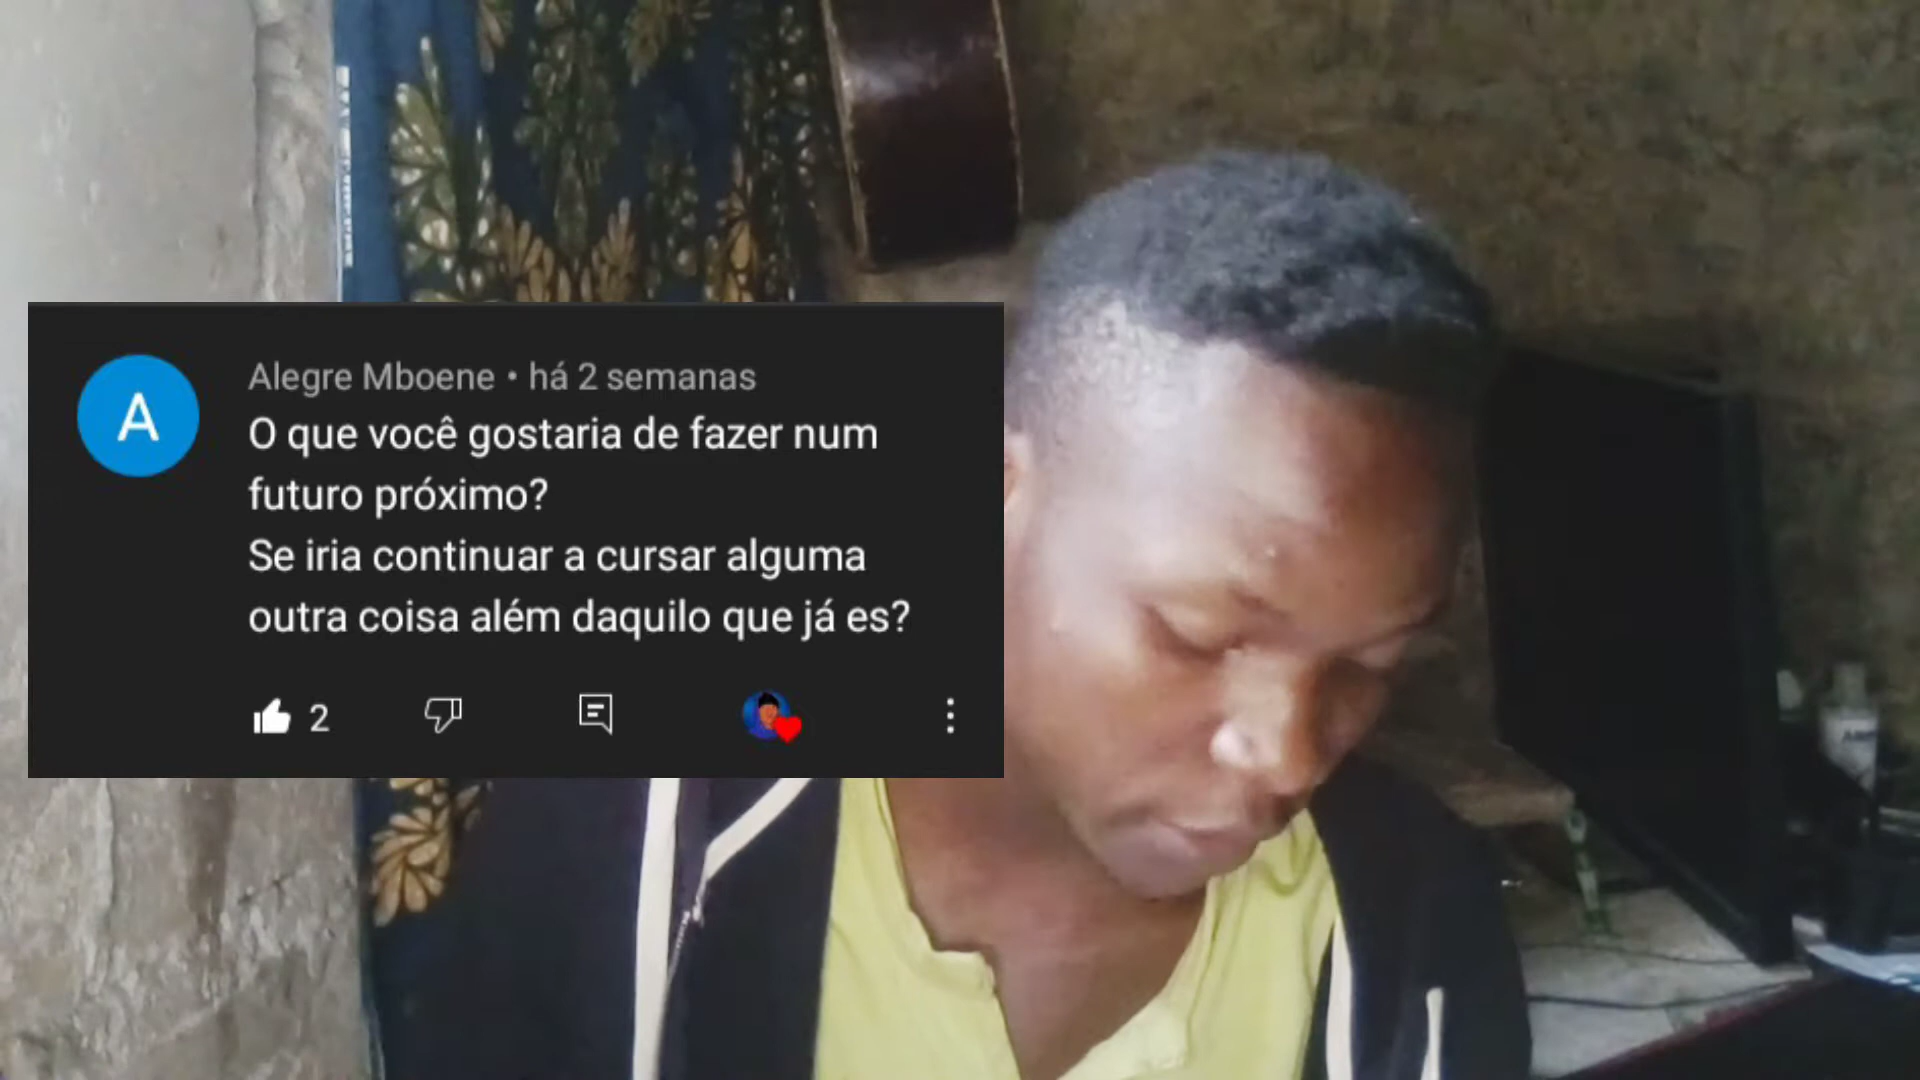 A
Alegre Mboene • há 2 semanas
O que você gostaria de fazer num
futuro próximo?
Se iria continuar a cursar alguma
outra coisa além daquilo que já es?
2